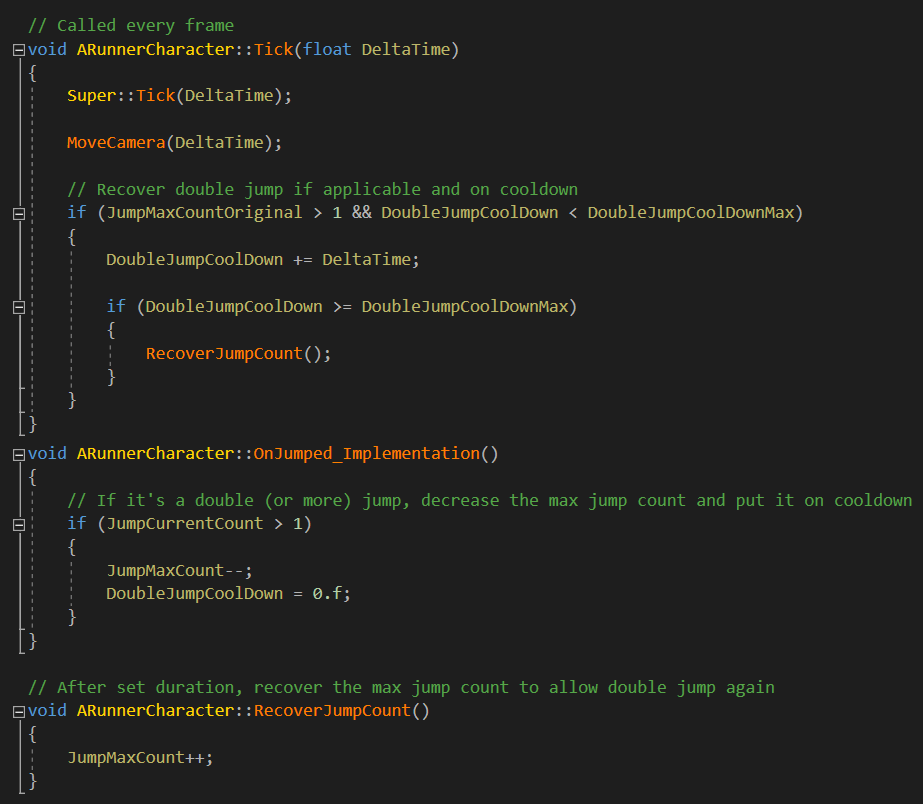 // Called every frame
void ARunnerCharacter::Tick(float DeltaTime)
{
    Super::Tick(DeltaTime);

    MoveCamera(DeltaTime);

    // Recover double jump if applicable and on cooldown
    if (JumpMaxCountOriginal > 1 && DoubleJumpCoolDown < DoubleJumpCoolDownMax)
    {
        DoubleJumpCoolDown += DeltaTime;

        if (DoubleJumpCoolDown >= DoubleJumpCoolDownMax)
        {
            RecoverJumpCount();
        }
    }
}
void ARunnerCharacter::OnJumped_Implementation()
{
    // If it's a double (or more) jump, decrease the max jump count and put it on cooldown
    if (JumpCurrentCount > 1)
    {
        JumpMaxCount--;
        DoubleJumpCoolDown = 0.f;
    }
}

// After set duration, recover the max jump count to allow double jump again
void ARunnerCharacter::RecoverJumpCount()
{
    JumpMaxCount++;
}